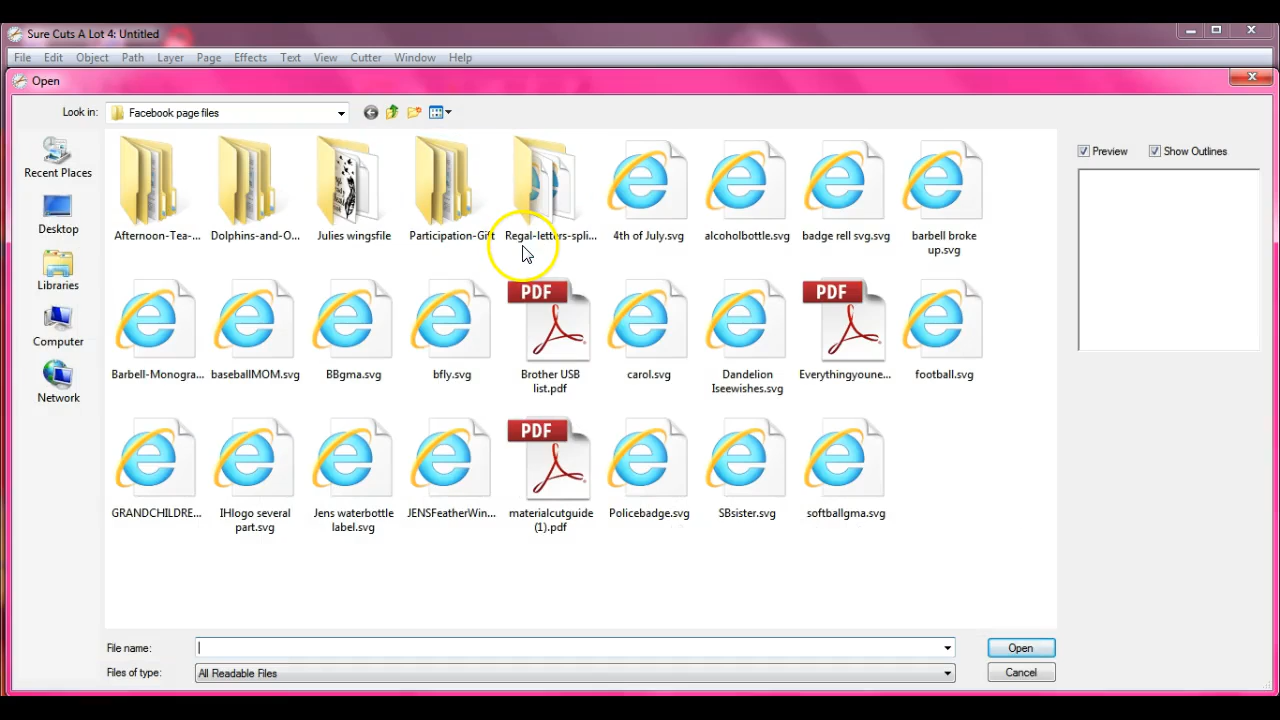 Sure Cuts A Lot 4: Untitled
File Edit Object Path Layer Page Effects Text View Cutter Window Help
Open
Look in: Facebook page files
Preview Show Outlines
Recent Places
Desktop
Libraries
Computer
Network
Afternoon-Tea-... Dolphins-and-O... Julies wingsfile Participation-Gift Regal-letters-spli... 4th of July.svg alcoholbottle.svg badge rell svg.svg barbell broke
up.svg
PDF PDF
Barbell-Monogra... baseballMOM.svg BBgma.svg bfly.svg Brother USB carol.svg Dandelion Everythingyoune... football.svg
list.pdf Iseewishes.svg
PDF
GRANDCHILDRE... IHlogo several Jens waterbottle JENSFeatherWin... materialcutguide Policebadge.svg SBsister.svg softballgma.svg
part.svg label.svg (1).pdf
File name: Open
Files of type: All Readable Files Cancel